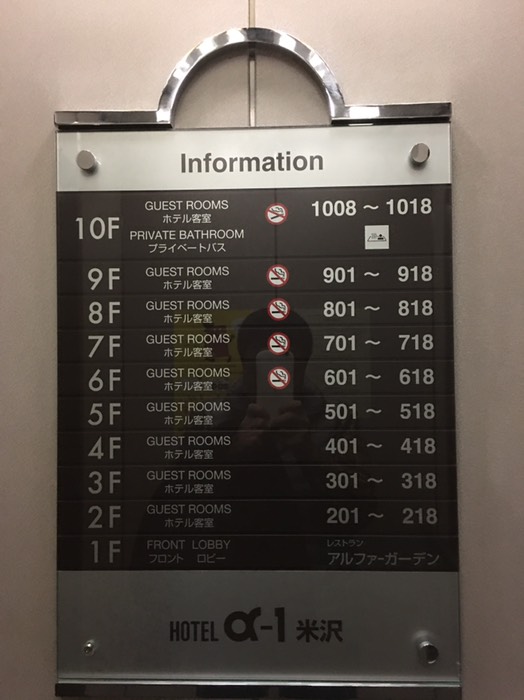 Information
10F GUEST ROOMS 1008 ～ 1018
ホテル客室
PRIVATE BATHROOM
プライベートバス
9F GUEST ROOMS 901 ～ 918
ホテル客室
8F GUEST ROOMS 801 ～ 818
ホテル客室
7F GUEST ROOMS 701 ～ 718
ホテル客室
6F GUEST ROOMS 601 ～ 618
ホテル客室
5F GUEST ROOMS 501 ～ 518
ホテル客室
4F GUEST ROOMS 401 ～ 418
ホテル客室
3F GUEST ROOMS 301 ～ 318
ホテル客室
2F GUEST ROOMS 201 ～ 218
ホテル客室
1F FRONT LOBBY レストラン
フロント ロビー アルファーガーデン
HOTEL α-1 米沢